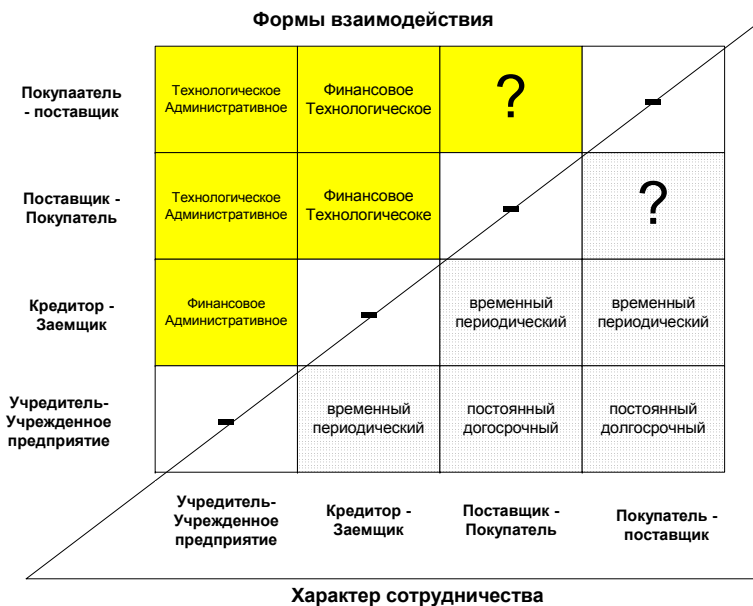 Формы взаимодействия
Покупаатель
- поставщик
Технологическое
Административное
Финансовое
Технологическое
?
-
Поставщик -
Покупатель
Технологическое
Административное
Финансовое
Технологичесоке
-
?
Кредитор -
Заемщик
Финансовое
Административное
-
временный
периодический
временный
периодический
Учредитель-
Учрежденное
предприятие
-
временный
периодический
постоянный
догосрочный
постоянный
долгосрочный
Учредитель-
Учрежденное
предприятие
Кредитор -
Заемщик
Поставщик -
Покупатель
Покупатель -
поставщик
Характер сотрудничества